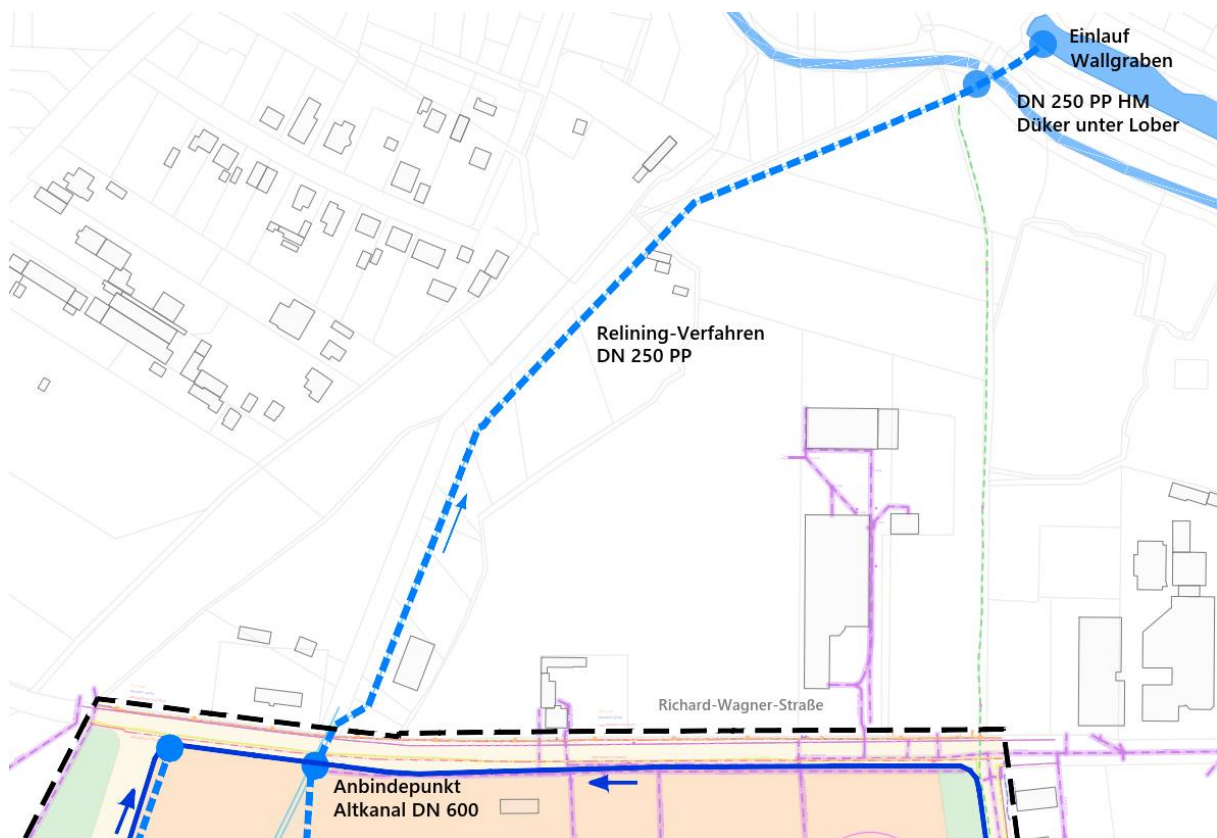 Einlauf
Wallgraben
DN 250 PP HM
Düker unter Lober
Relining-Verfahren
DN 250 PP
Richard-Wagner-Straße
Anbindepunkt
Altkanal DN 600